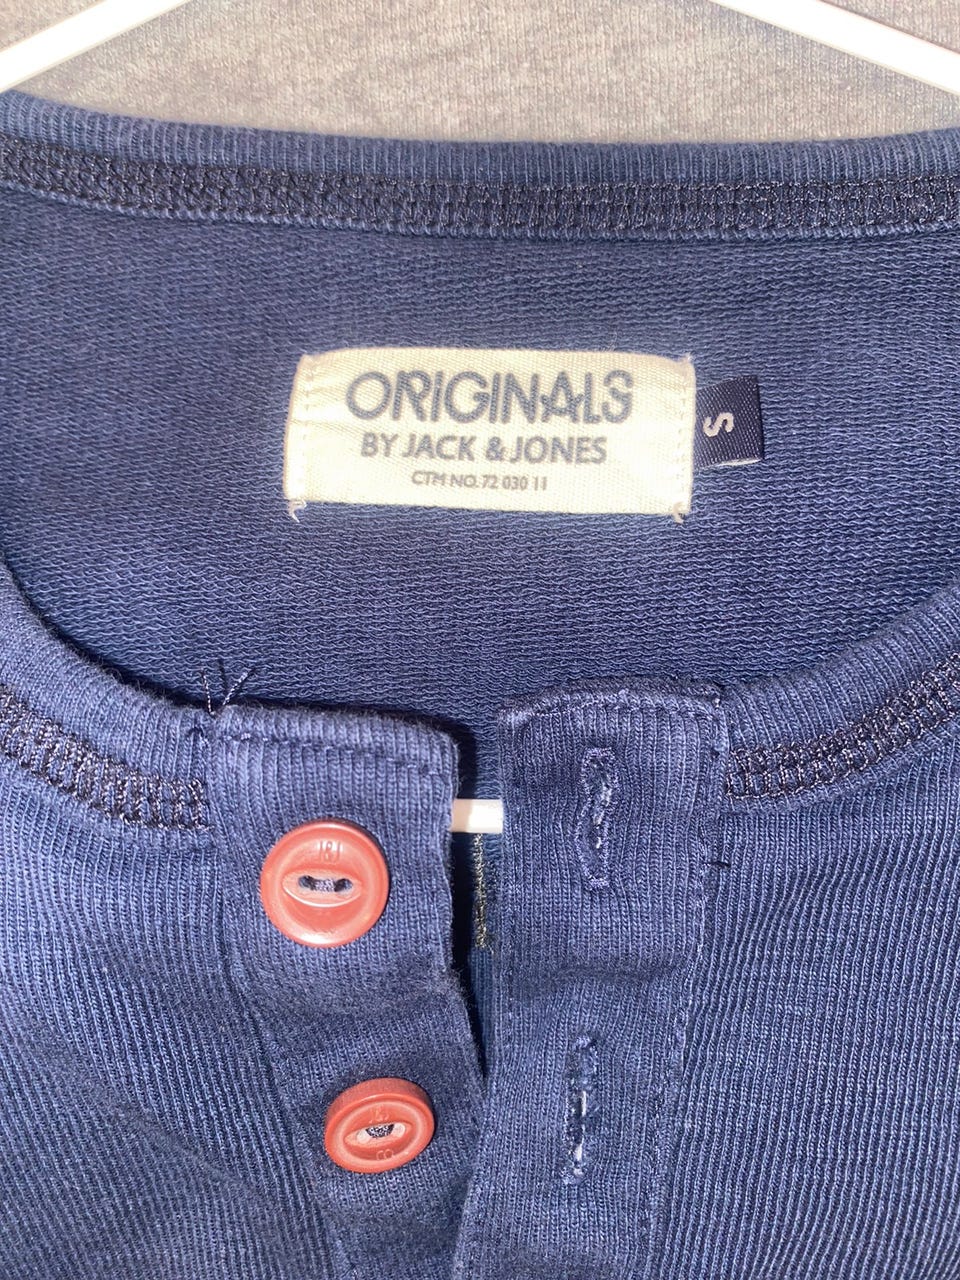 ORIGINALS
BY JACK & JONES
CTM NO. 72 030 11
S
J&J